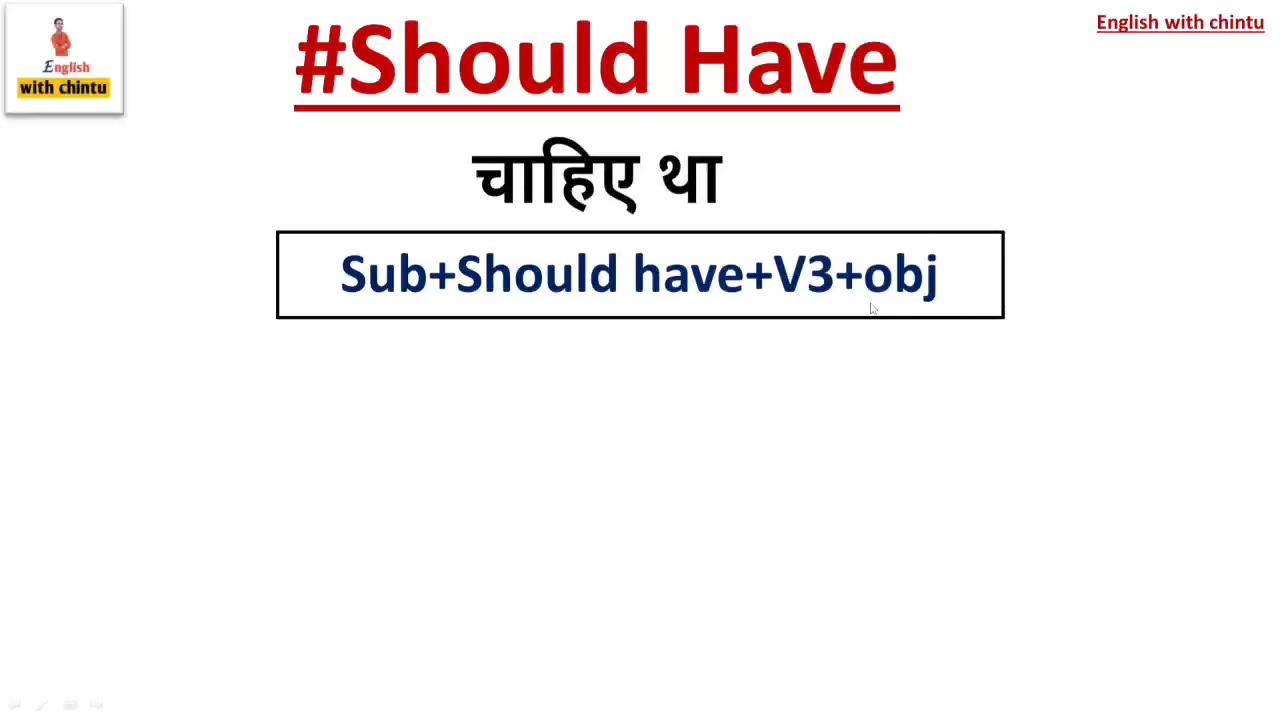 English
with chintu
#Should Have
English with chintu
चाहिए था
Sub+Should have+V3+obj